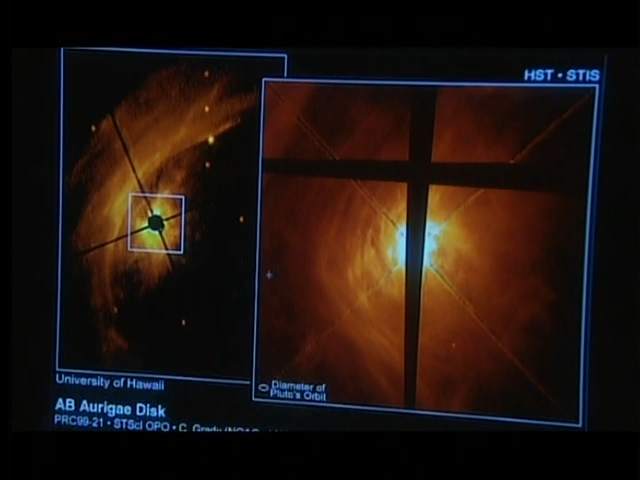 HST • STIS
University of Hawaii
Diameter of
Pluto's Orbit
AB Aurigae Disk
PRC99-21 • STScI OPO • C. Grady